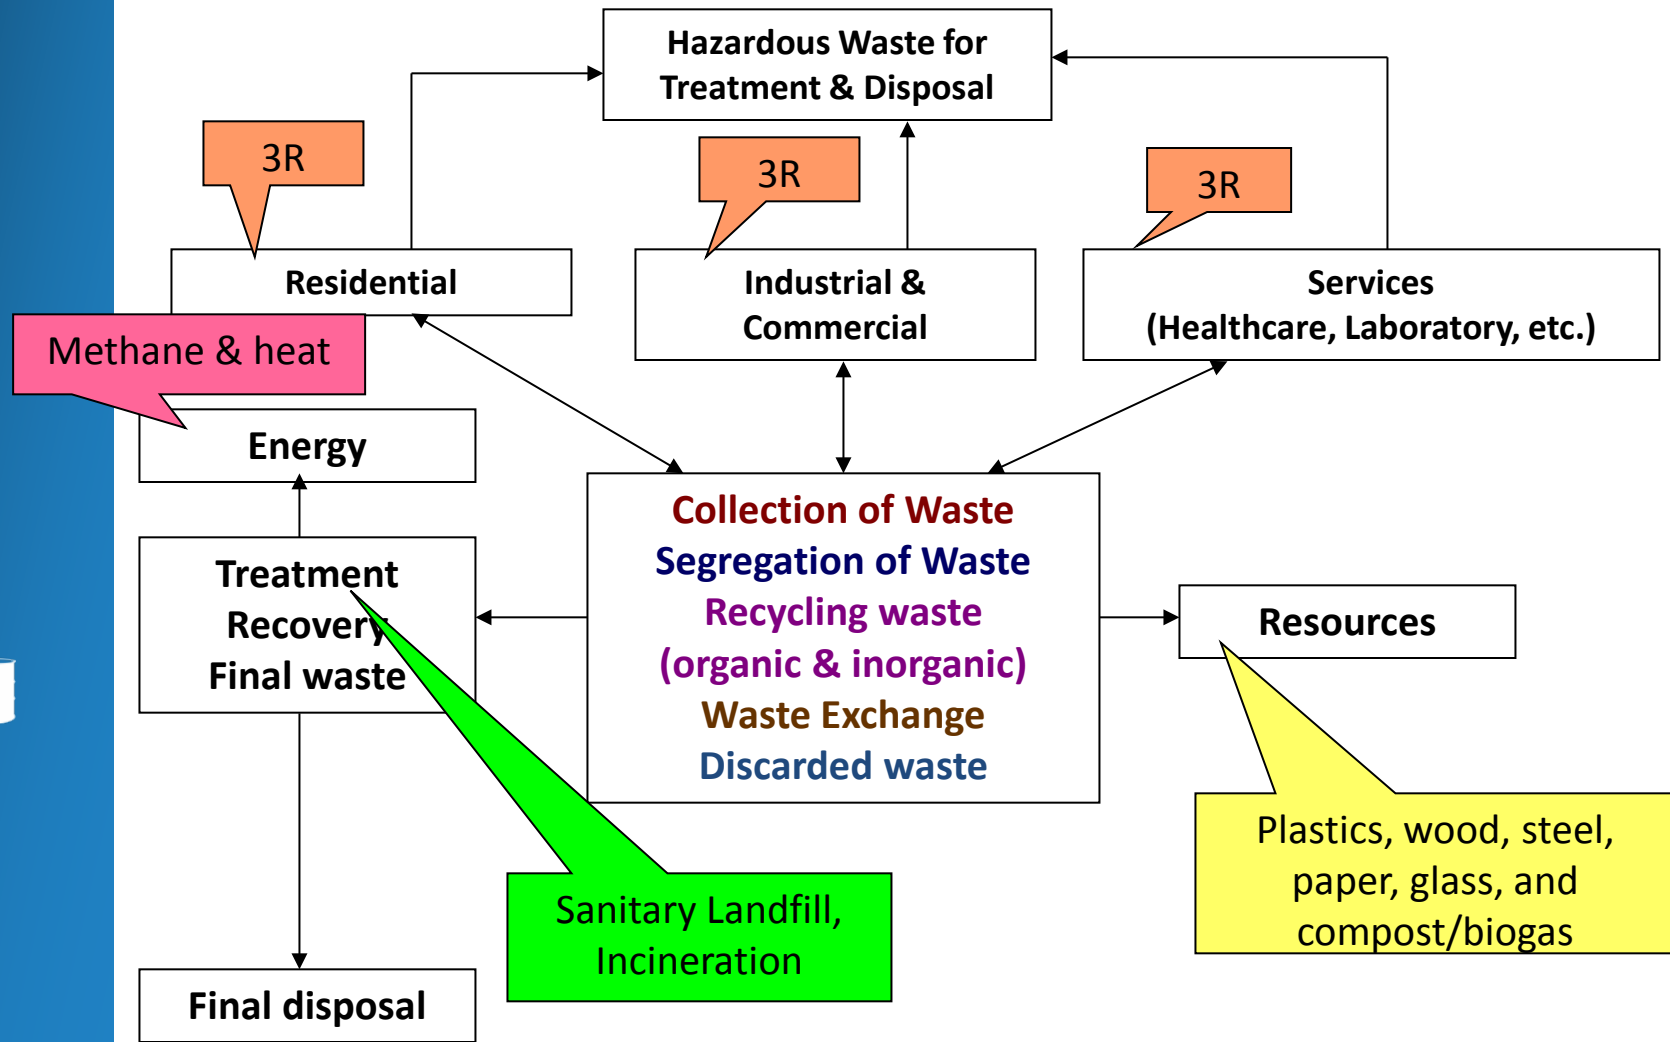 Hazardous Waste for
Treatment & Disposal
3R
3R
3R
Residential
Industrial &
Commercial
Services
(Healthcare, Laboratory, etc.)
Methane & heat
Energy
Treatment
Recovery
Final waste
Collection of Waste
Segregation of Waste
Recycling waste
(organic & inorganic)
Waste Exchange
Discarded waste
Resources
Plastics, wood, steel,
paper, glass, and
compost/biogas
Sanitary Landfill,
Incineration
Final disposal